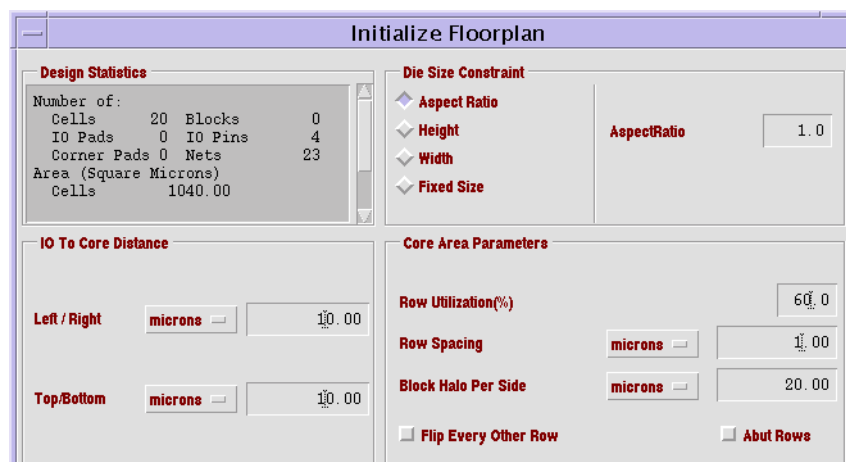 Initialize Floorplan
Design Statistics
Number of:
Cells 20 Blocks 0
IO Pads 0 IO Pins 4
Corner Pads 0 Nets 23
Area (Square Microns)
Cells 1040.00
Die Size Constraint
Aspect Ratio
Height
Width
Fixed Size
AspectRatio 1.0
IO To Core Distance
Left / Right microns 10.00
Top/Bottom microns 10.00
Core Area Parameters
Row Utilization(%) 60.0
Row Spacing microns 1.00
Block Halo Per Side microns 20.00
Flip Every Other Row Abut Rows